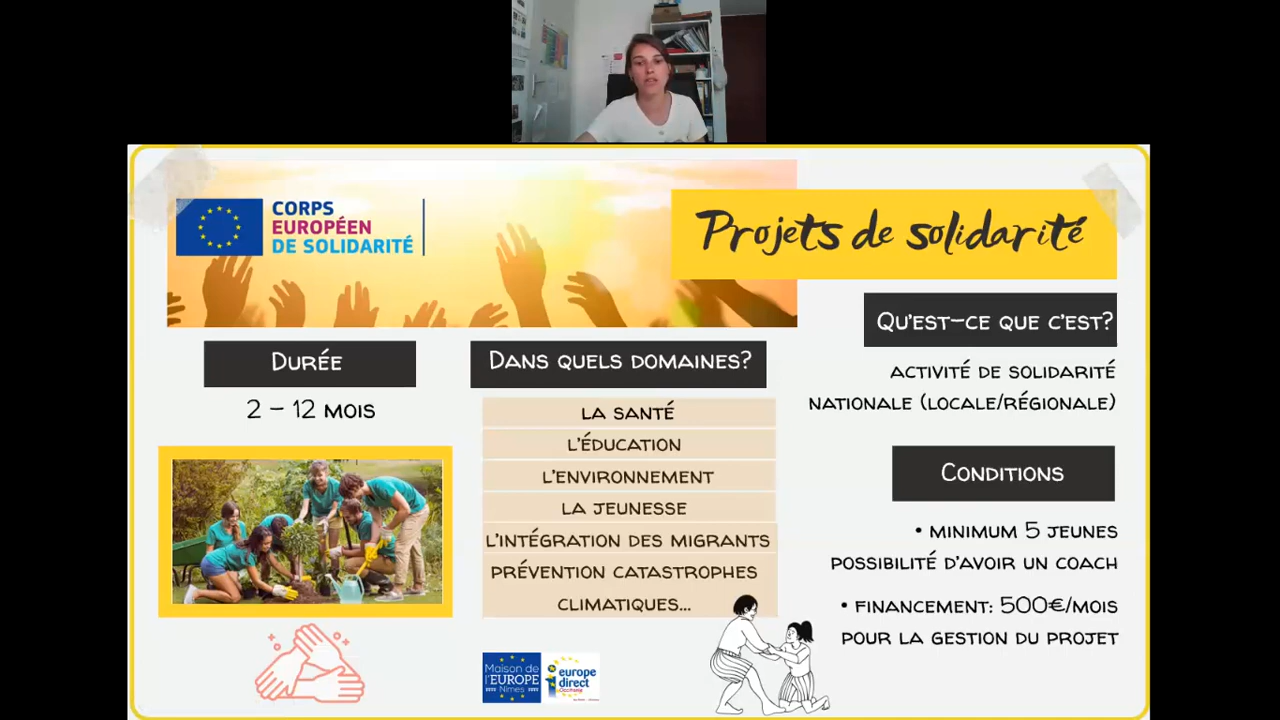 CORPS
EUROPÉEN
DE SOLIDARITÉ
Projets de solidarité
QU'EST-CE QUE C'EST?
ACTIVITÉ DE SOLIDARITÉ
NATIONALE (LOCALE/RÉGIONALE)
DURÉE
2 - 12 MOIS
DANS QUELS DOMAINES?
LA SANTÉ
L'ÉDUCATION
L'ENVIRONNEMENT
LA JEUNESSE
L'INTÉGRATION DES MIGRANTS
PRÉVENTION CATASTROPHES
CLIMATIQUES...
CONDITIONS
• MINIMUM 5 JEUNES
POSSIBILITÉ D'AVOIR UN COACH
• FINANCEMENT: 500€/MOIS
POUR LA GESTION DU PROJET
Maison de
l'EUROPE
Nîmes
europe
direct
Occitanie